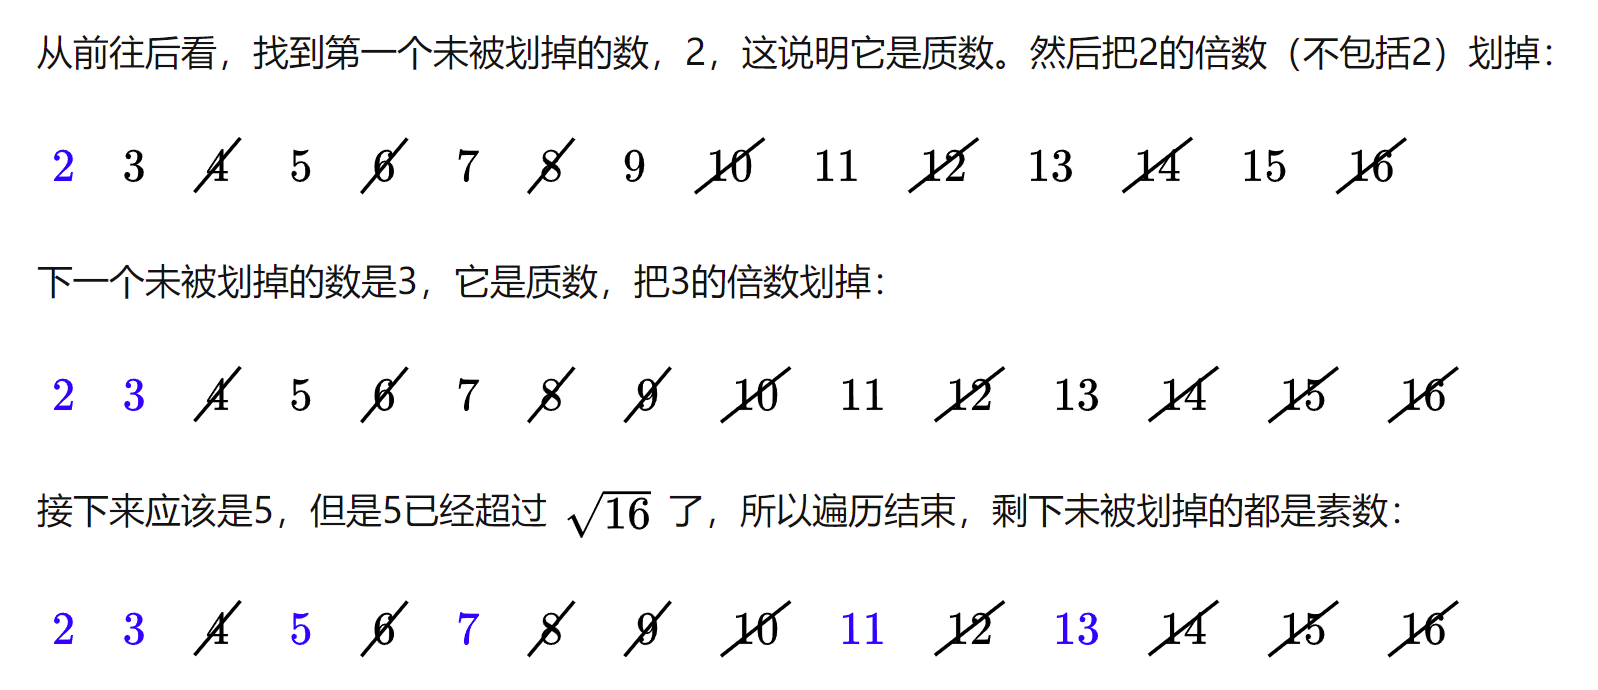 从前往后看，找到第一个未被划掉的数，2，这说明它是质数。然后把2的倍数（不包括2）划掉：
2 3 4 5 6 7 8 9 10 11 12 13 14 15 16
下一个未被划掉的数是3，它是质数，把3的倍数划掉：
2 3 4 5 6 7 8 9 10 11 12 13 14 15 16
接下来应该是5，但是5已经超过 √16 了，所以遍历结束，剩下未被划掉的都是素数：
2 3 4 5 6 7 8 9 10 11 12 13 14 15 16